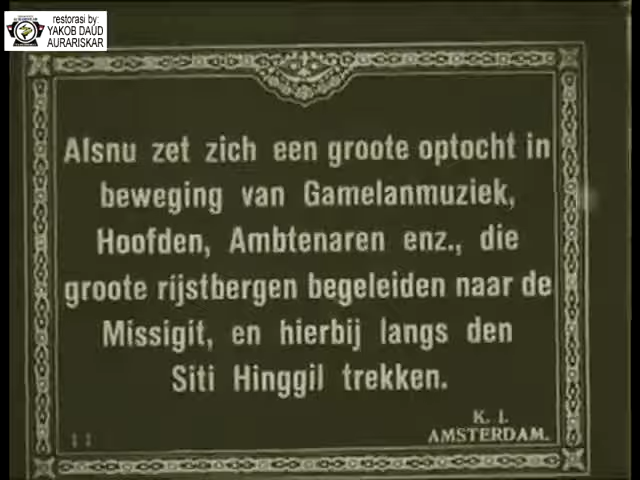 restorasi by:
YAKOB DAUD
AURARISKAR
Alsnu zet zich een groote optocht in
beweging van Gamelanmuziek,
Hoofden, Ambtenaren enz., die
groote rijstbergen begeleiden naar de
Missigit, en hierbij langs den
Siti Hinggil trekken.
K. I.
11
AMSTERDAM.